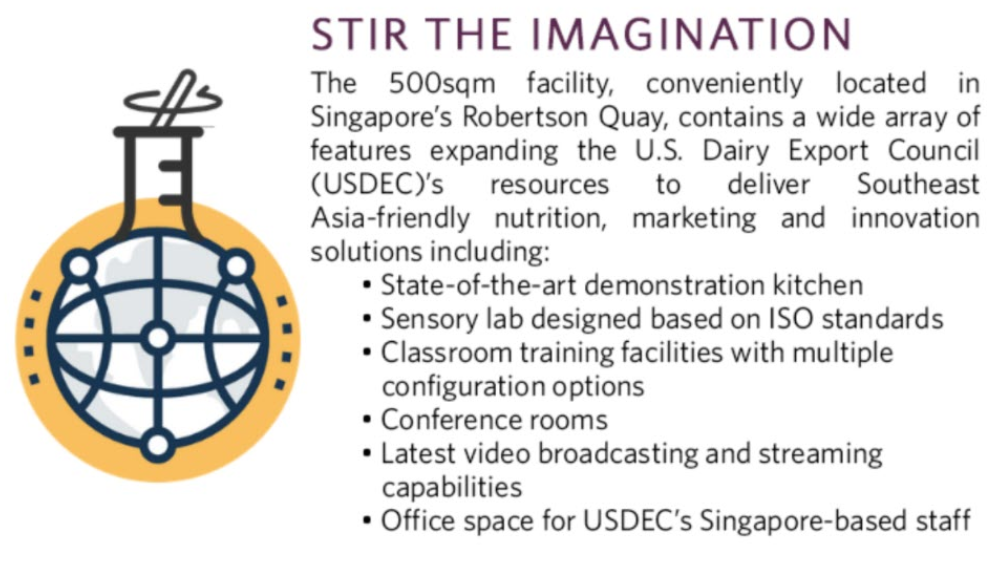 STIR THE IMAGINATION
The 500sqm facility, conveniently located in
Singapore's Robertson Quay, contains a wide array of
features expanding the U.S. Dairy Export Council
(USDEC)'s resources to deliver Southeast
Asia-friendly nutrition, marketing and innovation
solutions including:
• State-of-the-art demonstration kitchen
• Sensory lab designed based on ISO standards
• Classroom training facilities with multiple
configuration options
• Conference rooms
• Latest video broadcasting and streaming
capabilities
• Office space for USDEC's Singapore-based staff